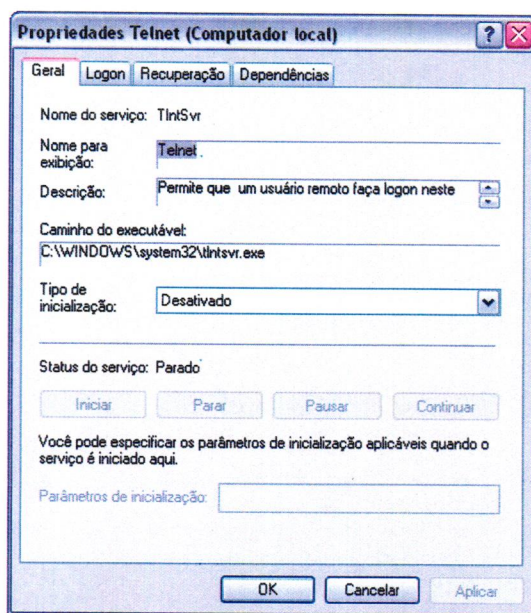 Propriedades Telnet (Computador local)
Geral Logon Recuperação Dependências
Nome do serviço: TlntSvr
Nome para
exibição:
Telnet
Descrição:
Permite que um usuário remoto faça logon neste
Caminho do executável:
C:\WINDOWS\system32\tlntsvr.exe
Tipo de
inicialização:
Desativado
Status do serviço: Parado
Iniciar Parar Pausar Continuar
Você pode especificar os parâmetros de inicialização aplicáveis quando o
serviço é iniciado aqui.
Parâmetros de inicialização:
OK Cancelar Aplicar